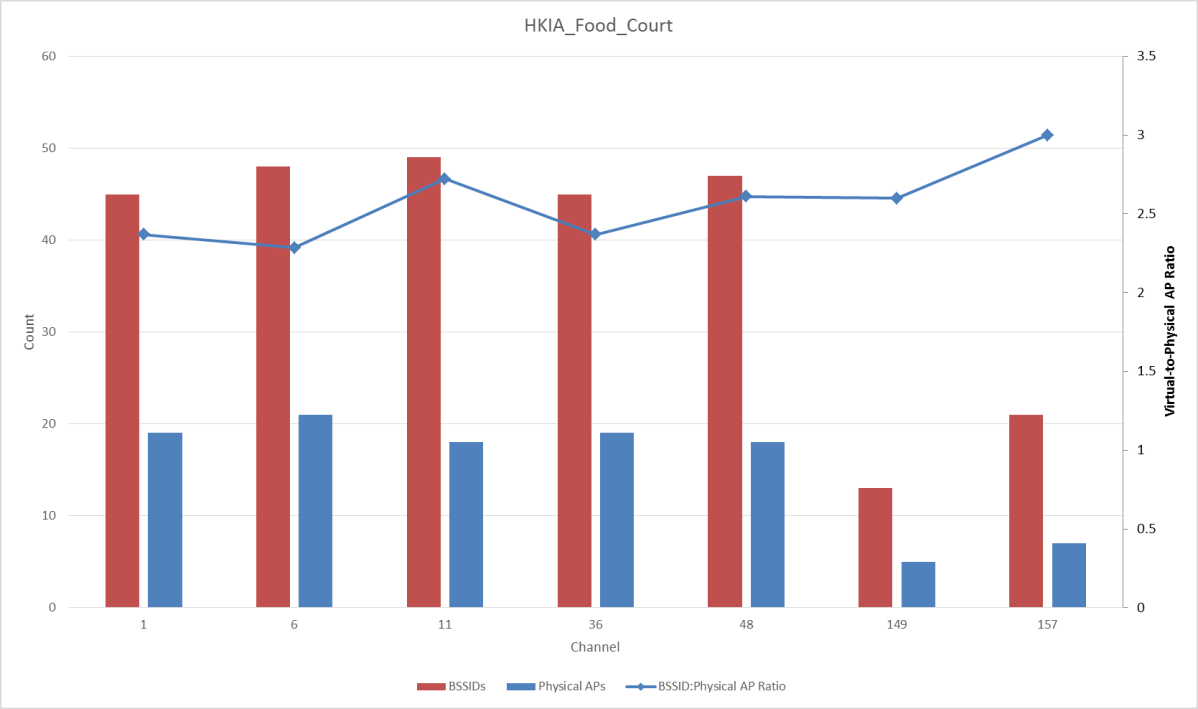 HKIA_Food_Court
60
50
40
30
20
10
0
Count
3.5
3
2.5
2
1.5
1
0.5
0
Virtual-to-Physical AP Ratio
1 6 11 36 48 149 157
Channel
BSSIDs Physical APs BSSID:Physical AP Ratio